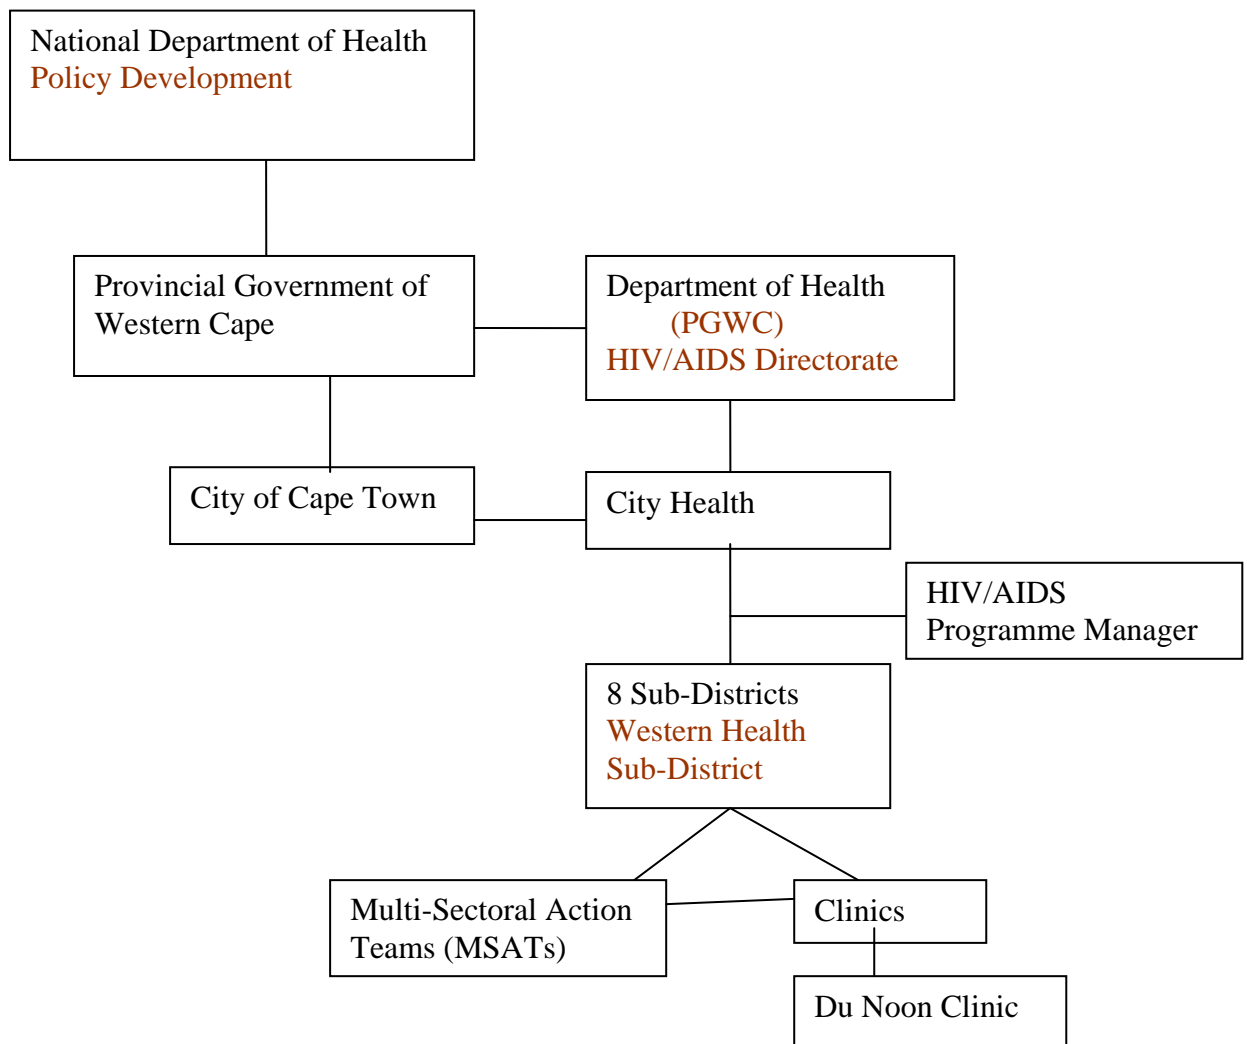 National Department of Health
Policy Development
Provincial Government of
Western Cape
Department of Health
(PGWC)
HIV/AIDS Directorate
City of Cape Town
City Health
HIV/AIDS
Programme Manager
8 Sub-Districts
Western Health
Sub-District
Multi-Sectoral Action
Teams (MSATs)
Clinics
Du Noon Clinic